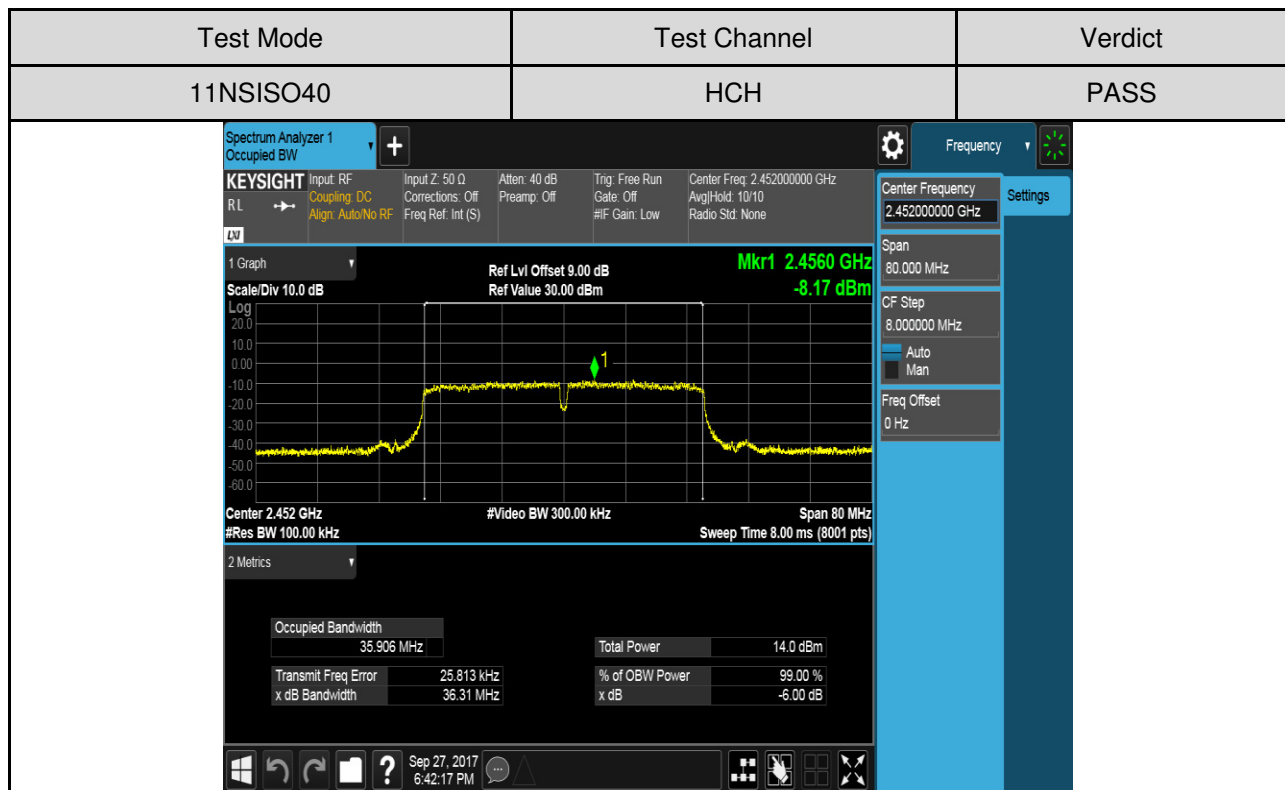 Test Mode Test Channel Verdict
11NSISO40 HCH PASS
Spectrum Analyzer 1
Occupied BW
+
Frequency
KEYSIGHT
R L
LXI
Input: RF
Coupling: DC
Align: Auto/No RF
Input Z: 50 Ω
Corrections: Off
Freq Ref: Int (S)
Atten: 40 dB
Preamp: Off
Trig: Free Run
Gate: Off
#IF Gain: Low
Center Freq: 2.452000000 GHz
Avg|Hold: 10/10
Radio Std: None
Center Frequency
2.452000000 GHz
Settings
Span
80.000 MHz
CF Step
8.000000 MHz
Auto
Man
Freq Offset
0 Hz
1 Graph
Scale/Div 10.0 dB
Ref Lvl Offset 9.00 dB
Ref Value 30.00 dBm
Mkr1 2.4560 GHz
-8.17 dBm
Log
20.0
10.0
0.00
-10.0
-20.0
-30.0
-40.0
-50.0
-60.0
1
Center 2.452 GHz #Video BW 300.00 kHz Span 80 MHz
#Res BW 100.00 kHz Sweep Time 8.00 ms (8001 pts)
2 Metrics
Occupied Bandwidth
35.906 MHz
Total Power 14.0 dBm
Transmit Freq Error 25.813 kHz % of OBW Power 99.00 %
x dB Bandwidth 36.31 MHz x dB -6.00 dB
?
Sep 27, 2017
6:42:17 PM